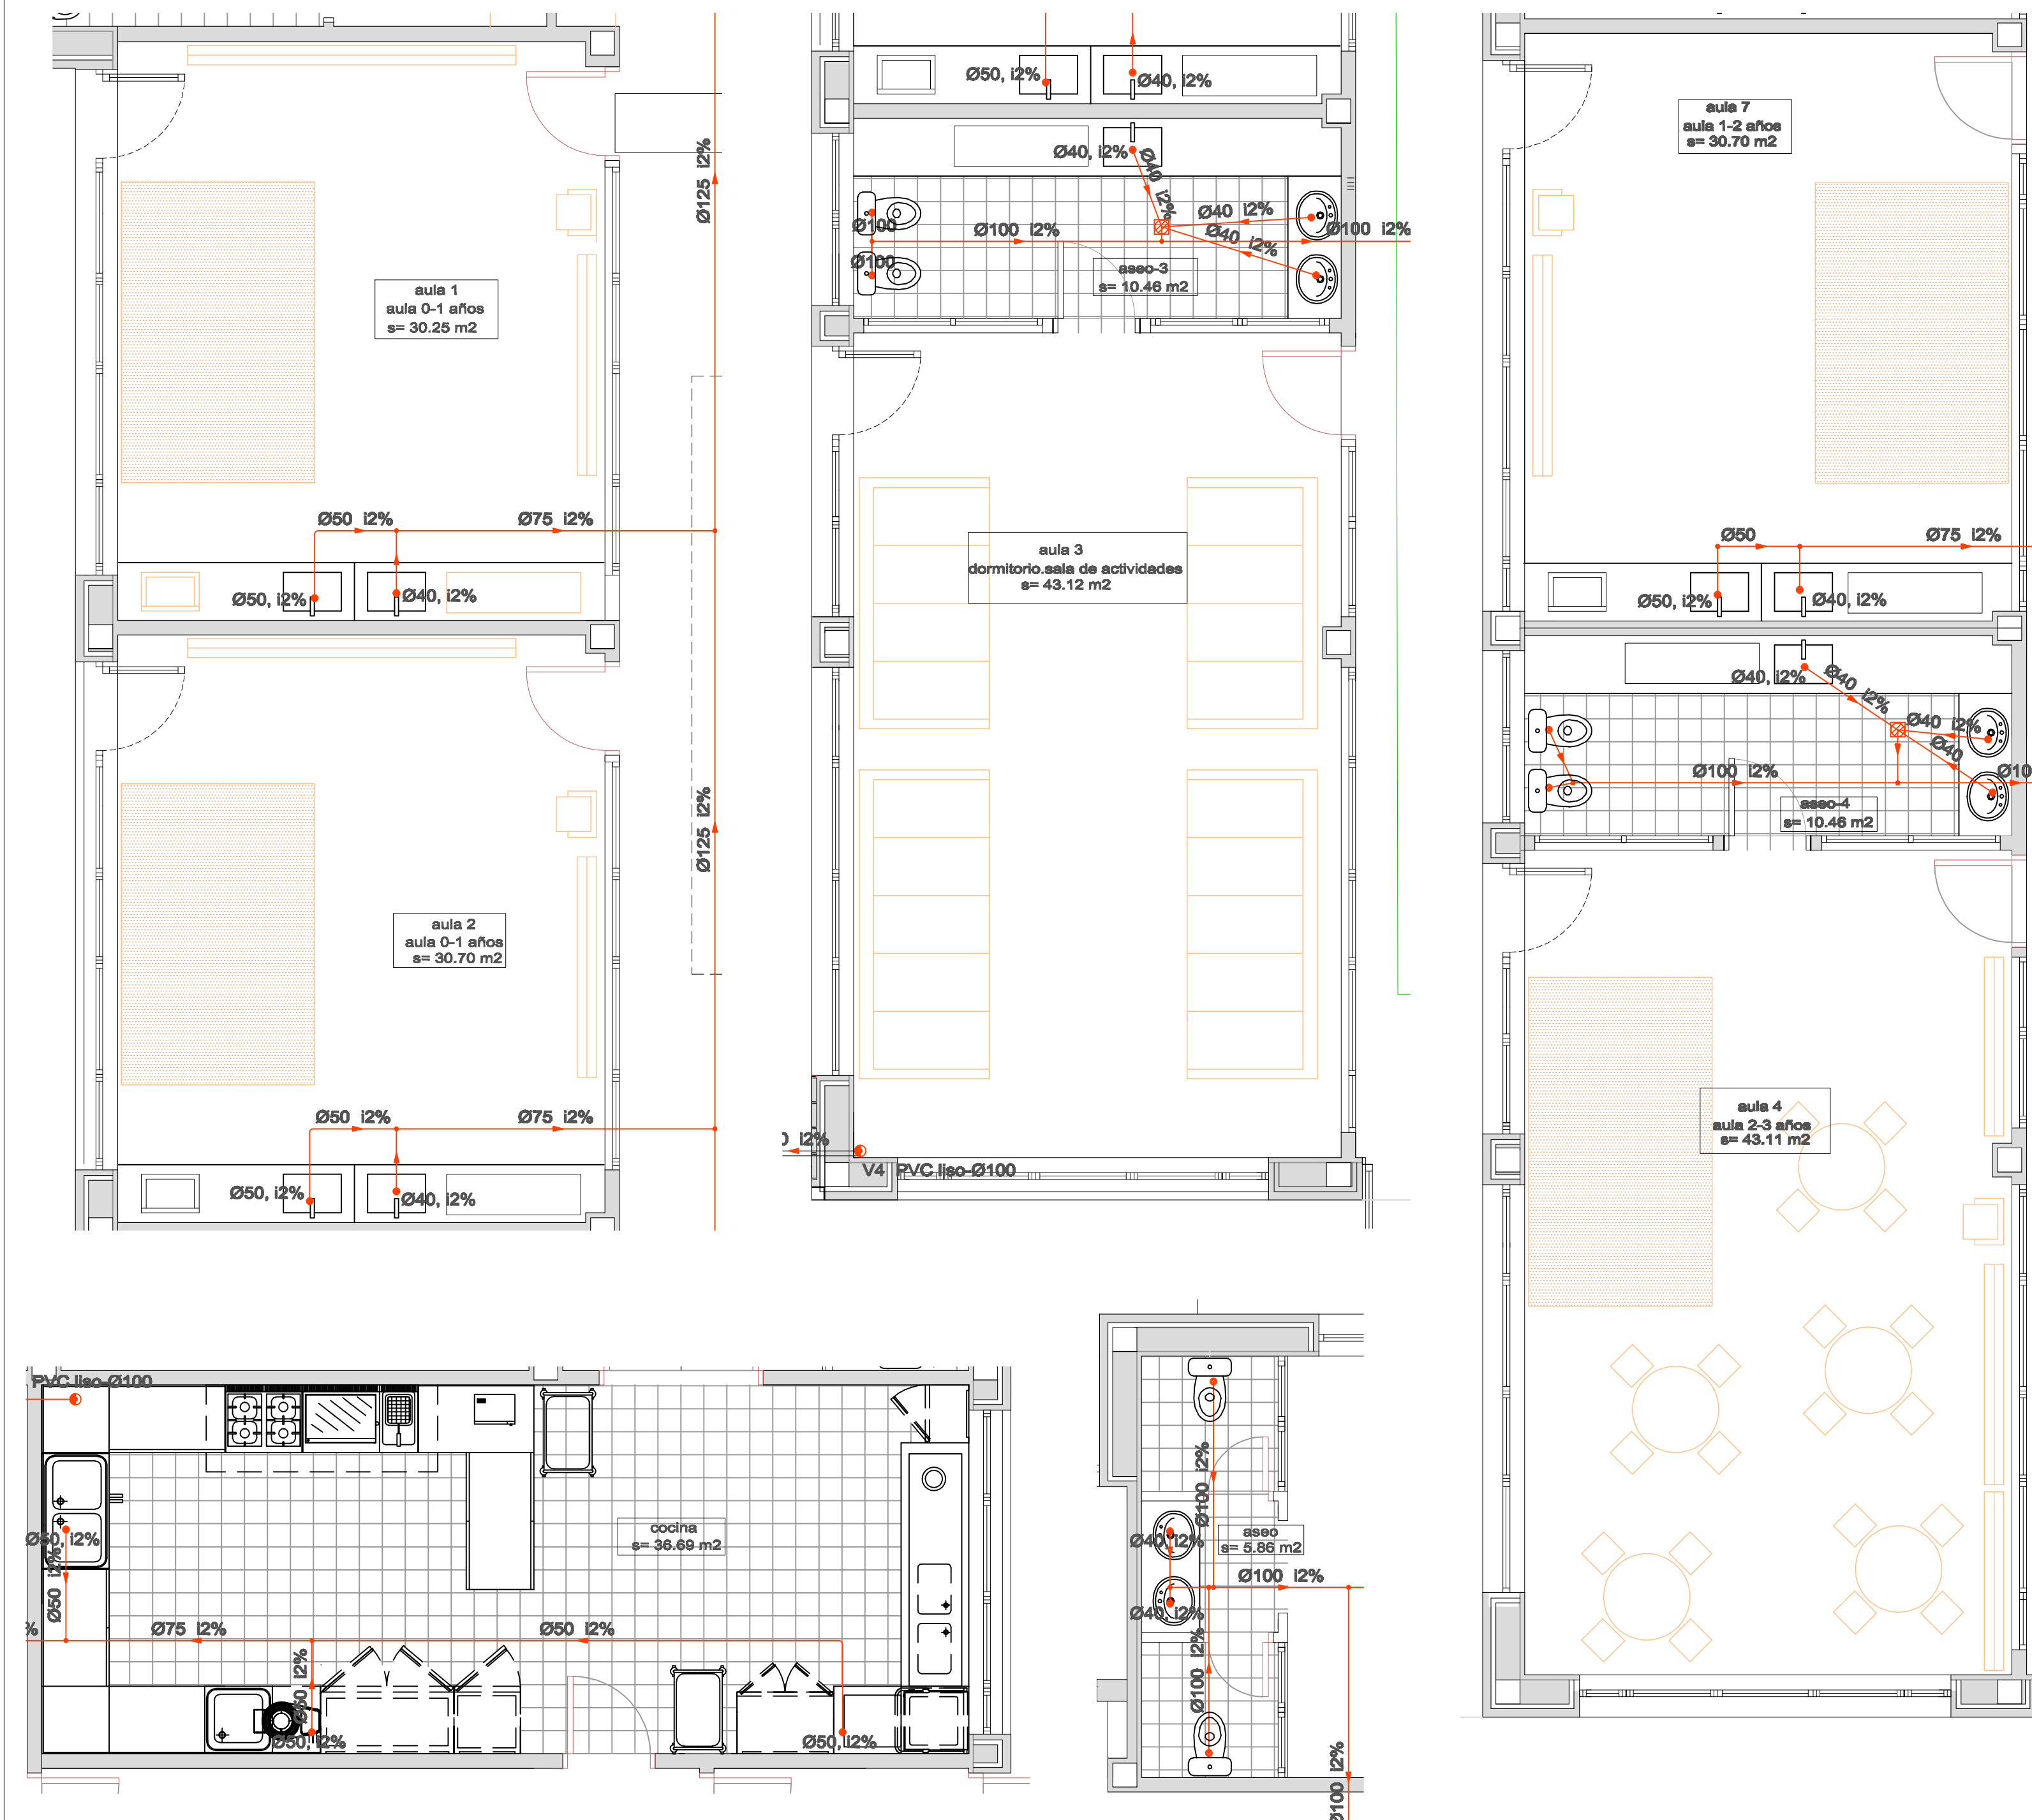 Ø125 i2%
aula 1
aula 0-1 años
s= 30.25 m2
Ø50 i2%
Ø75 i2%
Ø50, i2%
Ø40, i2%
Ø125 i2%
aula 2
aula 0-1 años
s= 30.70 m2
Ø50 i2%
Ø75 i2%
Ø50, i2%
Ø40, i2%
Ø50, i2%
Ø40, i2%
Ø40, i2%
Ø40 i2%
Ø40 i2%
Ø40 i2%
Ø100
Ø100 i2%
Ø100 i2%
Ø100
aseo-3
s= 10.46 m2
aula 3
dormitorio.sala de actividades
s= 43.12 m2
i2%
V4 PVC liso-Ø100
aula 7
aula 1-2 años
s= 30.70 m2
Ø50
Ø75 i2%
Ø50, i2%
Ø40, i2%
Ø40, i2%
Ø40 i2%
Ø40 i2%
Ø40
Ø100 i2%
Ø10
aseo-4
s= 10.46 m2
aula 4
aula 2-3 años
s= 43.11 m2
PVC liso-Ø100
cocina
s= 36.69 m2
Ø50, i2%
Ø50 i2%
%
Ø75 i2%
Ø50 i2%
Ø50 i2%
Ø50, i2%
Ø50, i2%
Ø100 i2%
aseo
s= 5.86 m2
Ø40, i2%
Ø100 i2%
Ø40, i2%
Ø100 i2%
Ø100 i2%